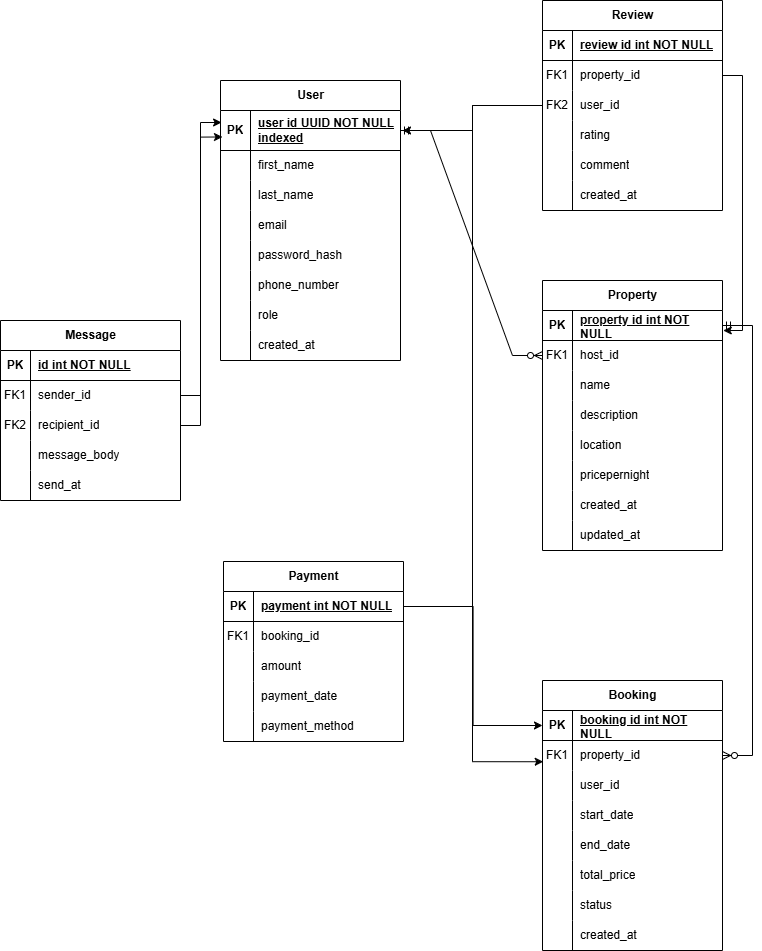 Review
PK review id int NOT NULL
FK1 property_id
FK2 user_id
rating
comment
created_at
User
PK user id UUID NOT NULL
indexed
first_name
last_name
email
password_hash
phone_number
role
created_at
Property
PK property id int NOT
NULL
FK1 host_id
name
description
location
pricepernight
created_at
updated_at
Message
PK id int NOT NULL
FK1 sender_id
FK2 recipient_id
message_body
send_at
Payment
PK payment int NOT NULL
FK1 booking_id
amount
payment_date
payment_method
Booking
PK booking id int NOT
NULL
FK1 property_id
user_id
start_date
end_date
total_price
status
created_at